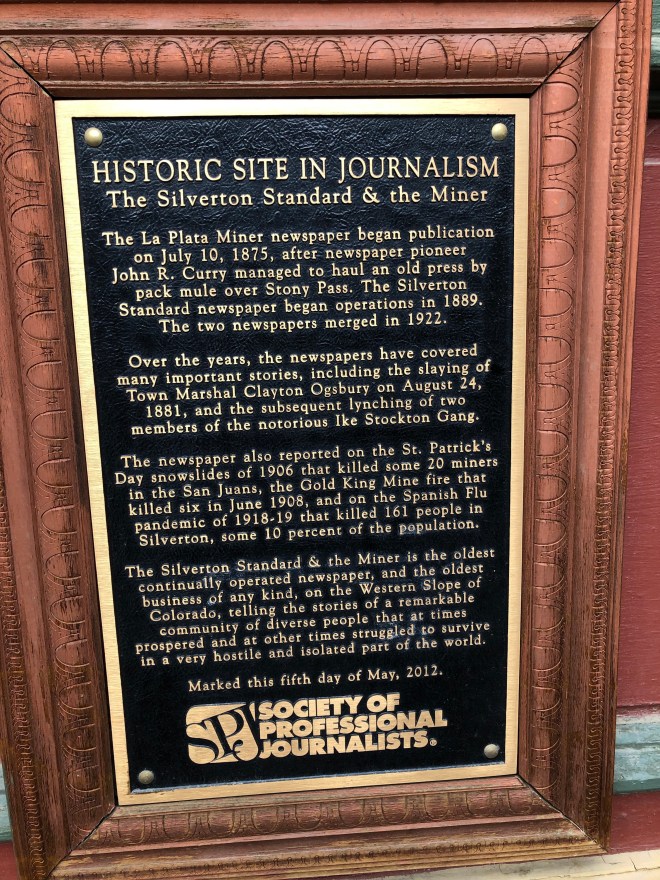 HISTORIC SITE IN JOURNALISM
The Silverton Standard & the Miner
The La Plata Miner newspaper began publication
on July 10, 1875, after newspaper pioneer
John R. Curry managed to haul an old press by
pack mule over Stony Pass. The Silverton
Standard newspaper began operations in 1889.
The two newspapers merged in 1922.
Over the years, the newspapers have covered
many important stories, including the slaying of
Town Marshal Clayton Ogsbury on August 24,
1881, and the subsequent lynching of two
members of the notorious Ike Stockton Gang.
The newspaper also reported on the St. Patrick's
Day snowslides of 1906 that killed some 20 miners
in the San Juans, the Gold King Mine fire that
killed six in June 1908, and on the Spanish Flu
pandemic of 1918-19 that killed 161 people in
Silverton, some 10 percent of the population.
The Silverton Standard & the Miner is the oldest
continually operated newspaper, and the oldest
business of any kind, on the Western Slope of
Colorado, telling the stories of a remarkable
community of diverse people that at times
prospered and at other times struggled to survive
in a very hostile and isolated part of the world.
Marked this fifth day of May, 2012.
SPJ SOCIETY OF
PROFESSIONAL
JOURNALISTS®